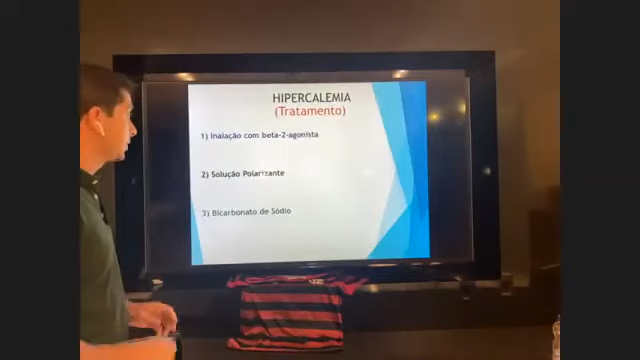 HIPERCALEMIA
(Tratamento)
1) Inalação com beta-2-agonista
2) Solução Polarizante
3) Bicarbonato de Sódio